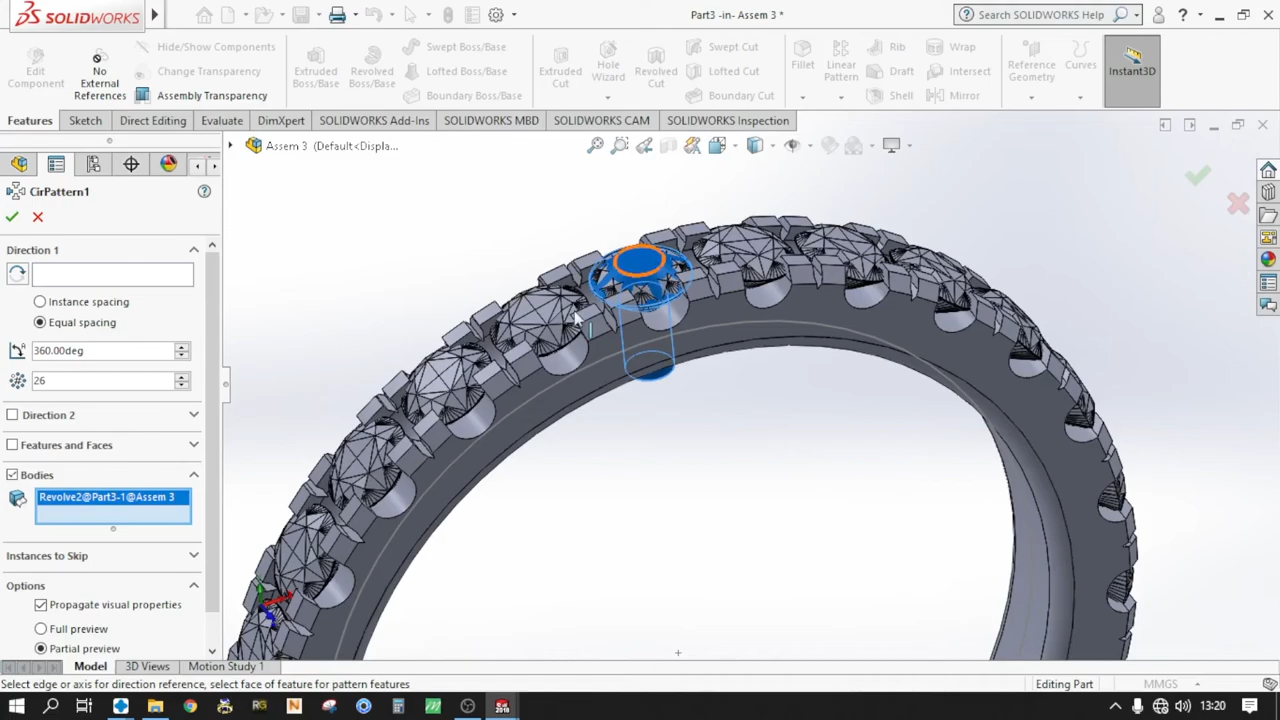 SOLIDWORKS
Part3 -in- Assem 3 *
Search SOLIDWORKS Help
Edit Component
No External References
Hide/Show Components
Change Transparency
Assembly Transparency
Extruded Boss/Base
Revolved Boss/Base
Swept Boss/Base
Lofted Boss/Base
Boundary Boss/Base
Extruded Cut
Hole Wizard
Revolved Cut
Swept Cut
Lofted Cut
Boundary Cut
Fillet
Linear Pattern
Rib
Draft
Shell
Wrap
Intersect
Mirror
Reference Geometry
Curves
Instant3D
Features
Sketch
Direct Editing
Evaluate
DimXpert
SOLIDWORKS Add-Ins
SOLIDWORKS MBD
SOLIDWORKS CAM
SOLIDWORKS Inspection
Assem 3 (Default<Displa...
CirPattern1
Direction 1
Instance spacing
Equal spacing
360.00deg
26
Direction 2
Features and Faces
Bodies
Revolve2@Part3-1@Assem 3
Instances to Skip
Options
Propagate visual properties
Full preview
Partial preview
Model
3D Views
Motion Study 1
Select edge or axis for direction reference, select face of feature for pattern features
Editing Part
MMGS
RG
N
2018
13:20